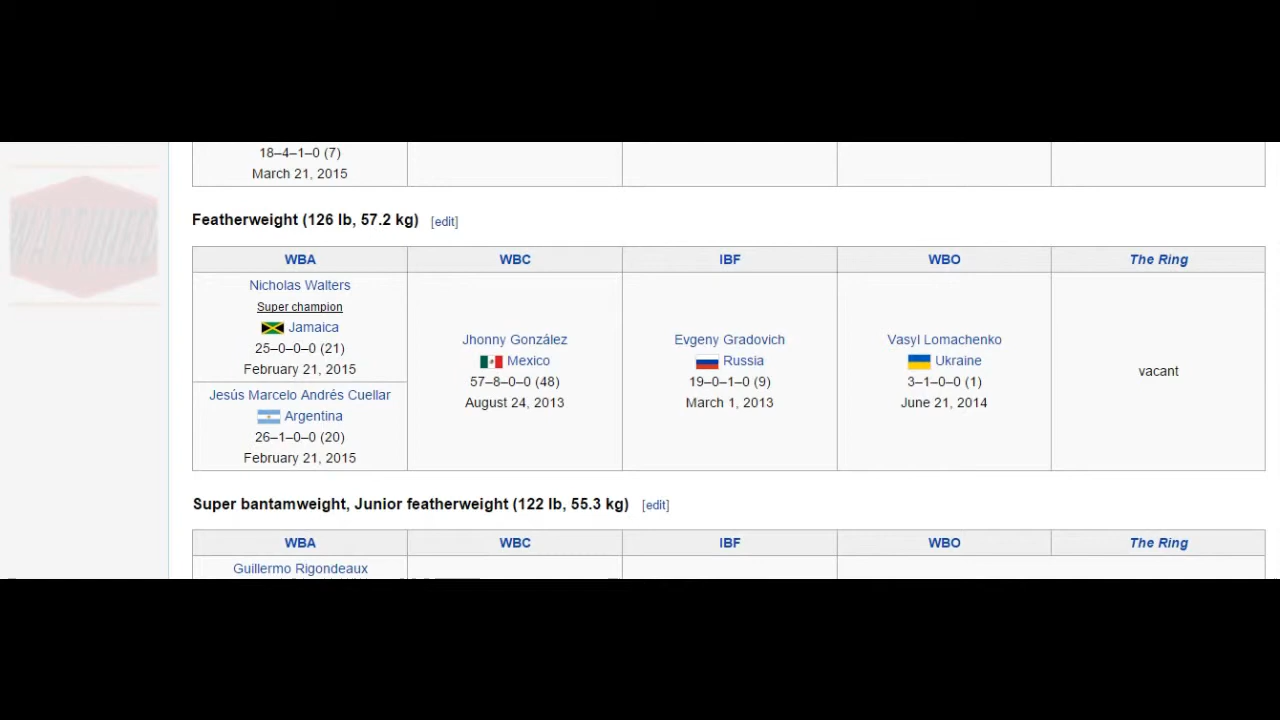 18–4–1–0 (7)
March 21, 2015
Featherweight (126 lb, 57.2 kg) [edit]
WBA WBC IBF WBO The Ring
Nicholas Walters
Super champion
Jamaica
25–0–0–0 (21)
February 21, 2015
Jesús Marcelo Andrés Cuellar
Argentina
26–1–0–0 (20)
February 21, 2015
Jhonny González
Mexico
57–8–0–0 (48)
August 24, 2013
Evgeny Gradovich
Russia
19–0–1–0 (9)
March 1, 2013
Vasyl Lomachenko
Ukraine
3–1–0–0 (1)
June 21, 2014
vacant
Super bantamweight, Junior featherweight (122 lb, 55.3 kg) [edit]
WBA WBC IBF WBO The Ring
Guillermo Rigondeaux